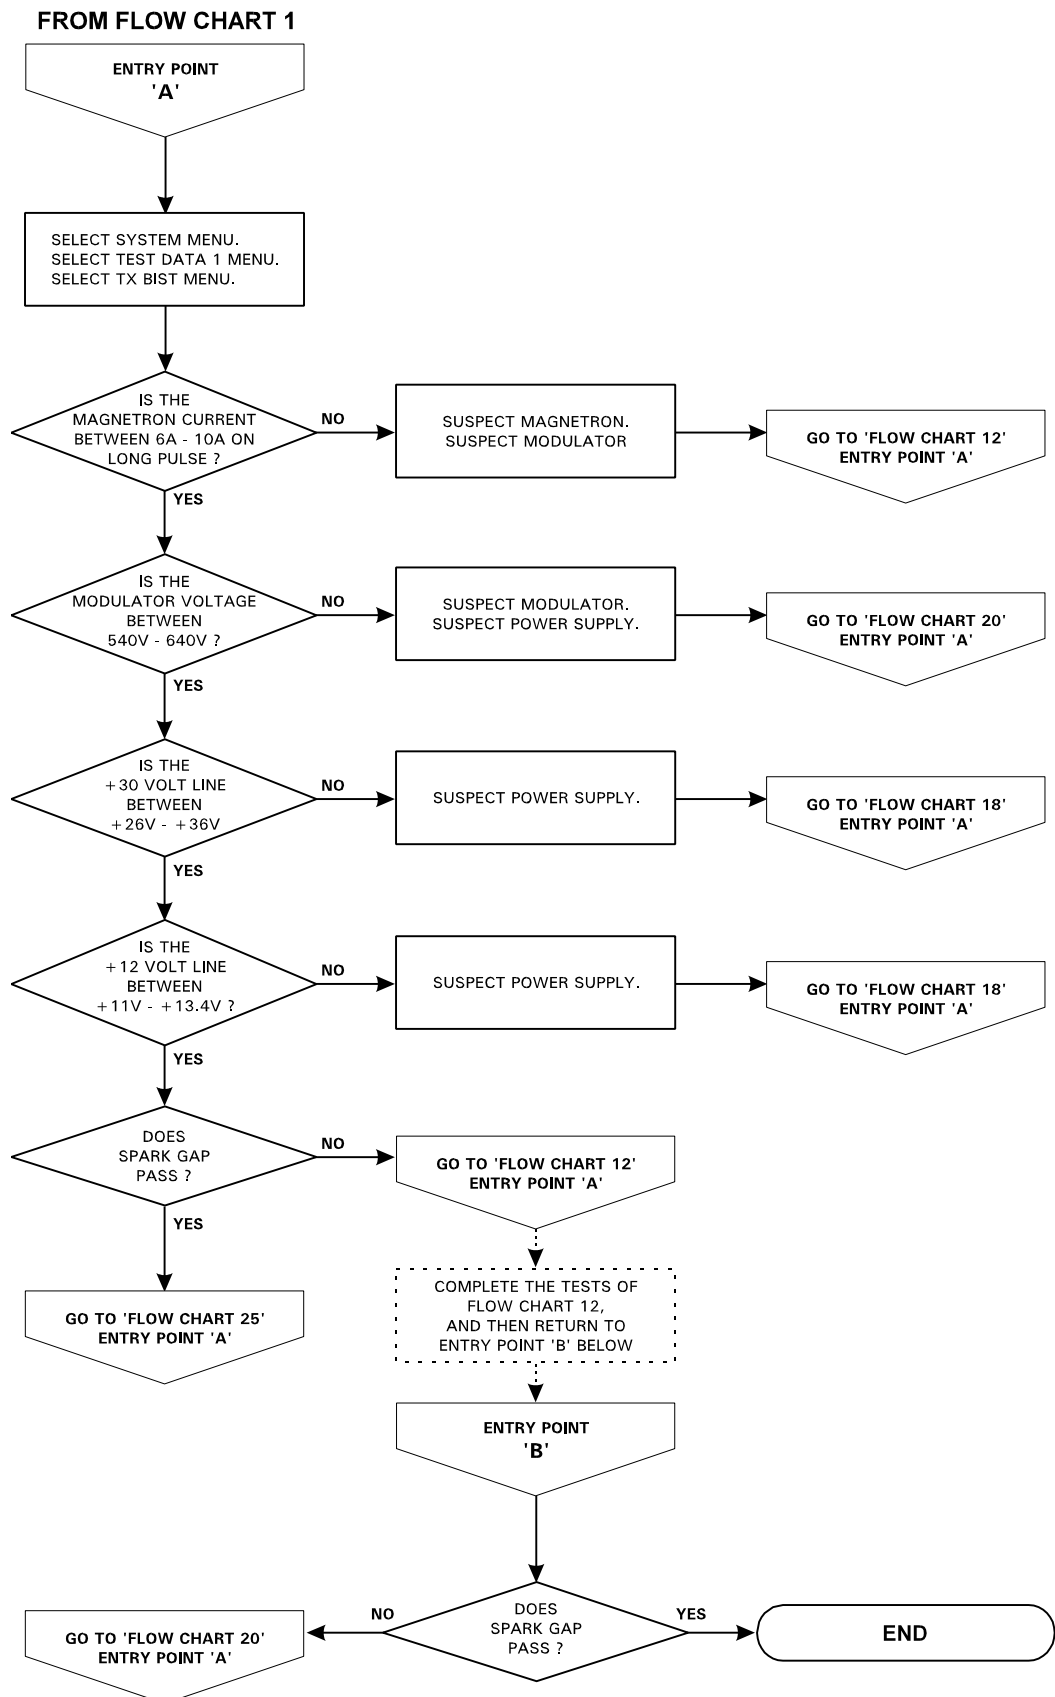 FROM FLOW CHART 1
ENTRY POINT
'A'
SELECT SYSTEM MENU.
SELECT TEST DATA 1 MENU.
SELECT TX BIST MENU.
IS THE
MAGNETRON CURRENT
BETWEEN 6A - 10A ON
LONG PULSE ?
NO
SUSPECT MAGNETRON.
SUSPECT MODULATOR
GO TO 'FLOW CHART 12'
ENTRY POINT 'A'
YES
IS THE
MODULATOR VOLTAGE
BETWEEN
540V - 640V ?
NO
SUSPECT MODULATOR.
SUSPECT POWER SUPPLY.
GO TO 'FLOW CHART 20'
ENTRY POINT 'A'
YES
IS THE
+30 VOLT LINE
BETWEEN
+26V - +36V
NO
SUSPECT POWER SUPPLY.
GO TO 'FLOW CHART 18'
ENTRY POINT 'A'
YES
IS THE
+12 VOLT LINE
BETWEEN
+11V - +13.4V ?
NO
SUSPECT POWER SUPPLY.
GO TO 'FLOW CHART 18'
ENTRY POINT 'A'
YES
DOES
SPARK GAP
PASS ?
NO
GO TO 'FLOW CHART 12'
ENTRY POINT 'A'
YES
GO TO 'FLOW CHART 25'
ENTRY POINT 'A'
COMPLETE THE TESTS OF
FLOW CHART 12,
AND THEN RETURN TO
ENTRY POINT 'B' BELOW
ENTRY POINT
'B'
DOES
SPARK GAP
PASS ?
NO
GO TO 'FLOW CHART 20'
ENTRY POINT 'A'
YES
END